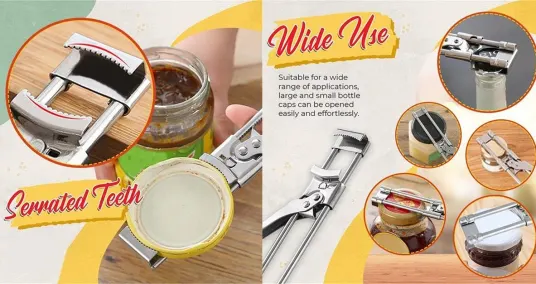 Serrated Teeth
Wide Use
Suitable for a wide
range of applications,
large and small bottle
caps can be opened
easily and effortlessly.